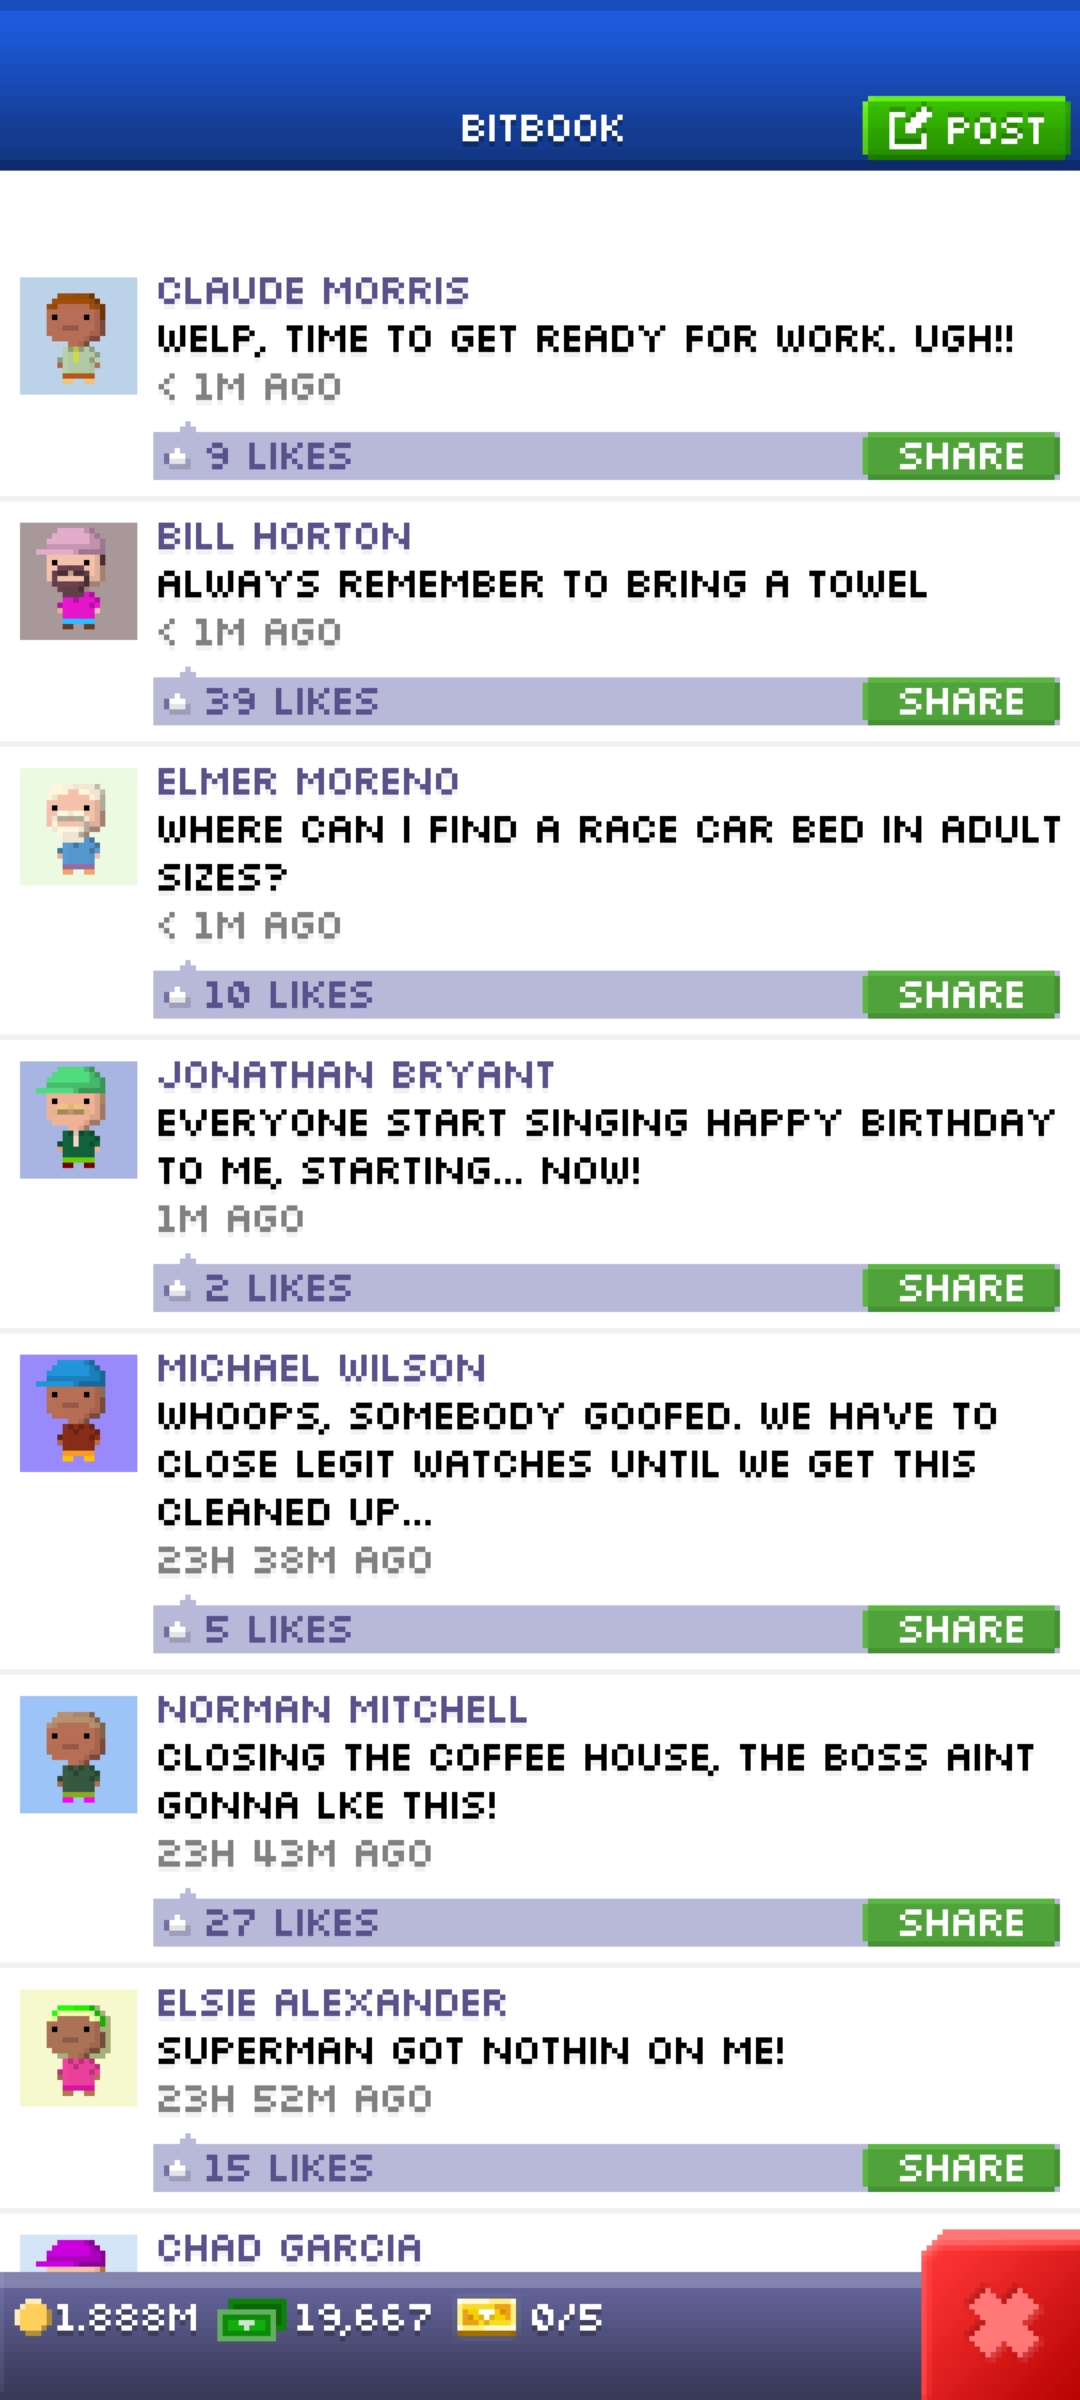 BITBOOK
POST
CLAUDE MORRIS
WELP, TIME TO GET READY FOR WORK. UGH!!
< 1M AGO
9 LIKES
SHARE
BILL HORTON
ALWAYS REMEMBER TO BRING A TOWEL
< 1M AGO
39 LIKES
SHARE
ELMER MORENO
WHERE CAN I FIND A RACE CAR BED IN ADULT
SIZES?
< 1M AGO
10 LIKES
SHARE
JONATHAN BRYANT
EVERYONE START SINGING HAPPY BIRTHDAY
TO ME, STARTING... NOW!
1M AGO
2 LIKES
SHARE
MICHAEL WILSON
WHOOPS, SOMEBODY GOOFED. WE HAVE TO
CLOSE LEGIT WATCHES UNTIL WE GET THIS
CLEANED UP...
23H 38M AGO
5 LIKES
SHARE
NORMAN MITCHELL
CLOSING THE COFFEE HOUSE, THE BOSS AINT
GONNA LKE THIS!
23H 43M AGO
27 LIKES
SHARE
ELSIE ALEXANDER
SUPERMAN GOT NOTHIN ON ME!
23H 52M AGO
15 LIKES
SHARE
CHAD GARCIA
1.888M 19,667 0/5